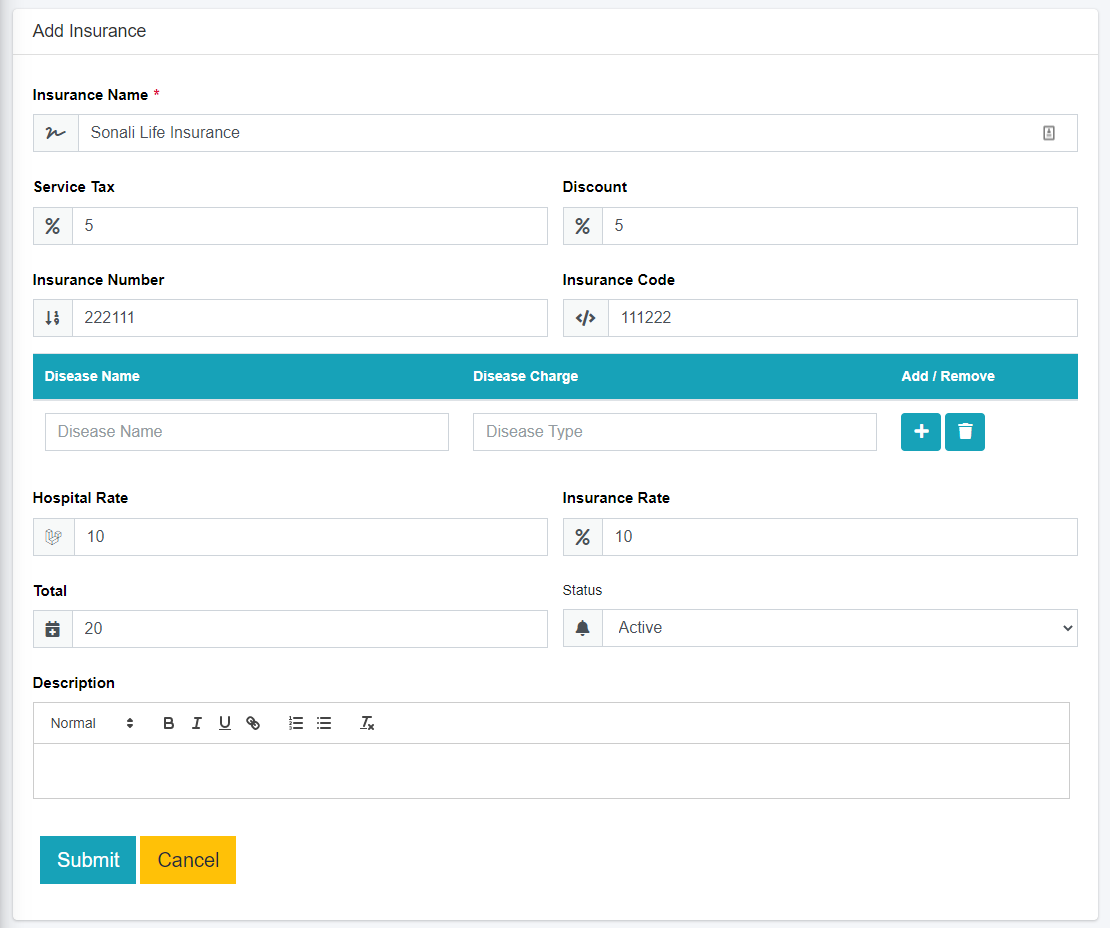 Add Insurance
Insurance Name *
Sonali Life Insurance
Service Tax Discount
% 5 % 5
Insurance Number Insurance Code
222111 </> 111222
Disease Name Disease Charge Add / Remove
Disease Name Disease Type
Hospital Rate Insurance Rate
10 % 10
Total Status
20 Active
Description
Normal B I U
Submit Cancel